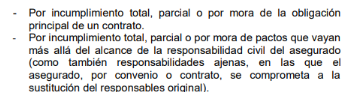 - Por incumplimiento total, parcial o por mora de la obligación
principal de un contrato.
- Por incumplimiento total, parcial o por mora de pactos que vayan
más allá del alcance de la responsabilidad civil del asegurado
(como también responsabilidades ajenas, en las que el
asegurado, por convenio o contrato, se comprometa a la
sustitución del responsables original).